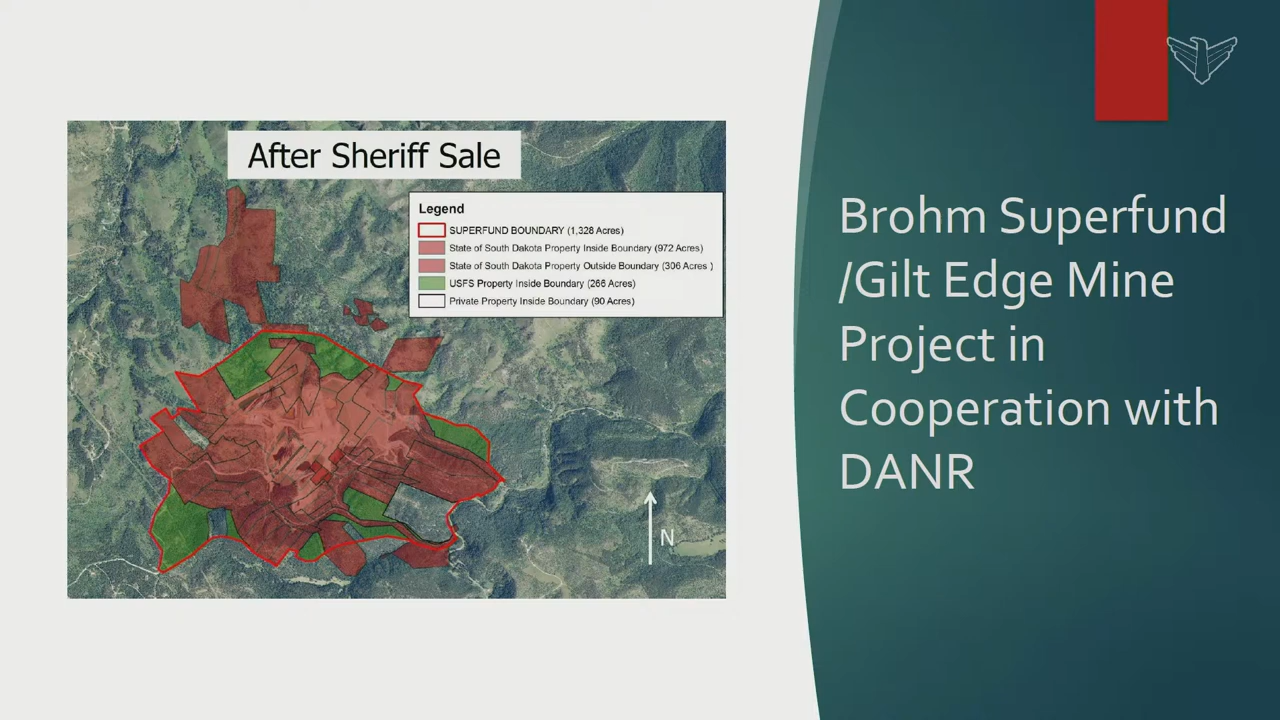 After Sheriff Sale
Legend
SUPERFUND BOUNDARY (1,328 Acres)
State of South Dakota Property Inside Boundary (972 Acres)
State of South Dakota Property Outside Boundary (306 Acres )
USFS Property Inside Boundary (266 Acres)
Private Property Inside Boundary (90 Acres)
N
Brohm Superfund
/Gilt Edge Mine
Project in
Cooperation with
DANR